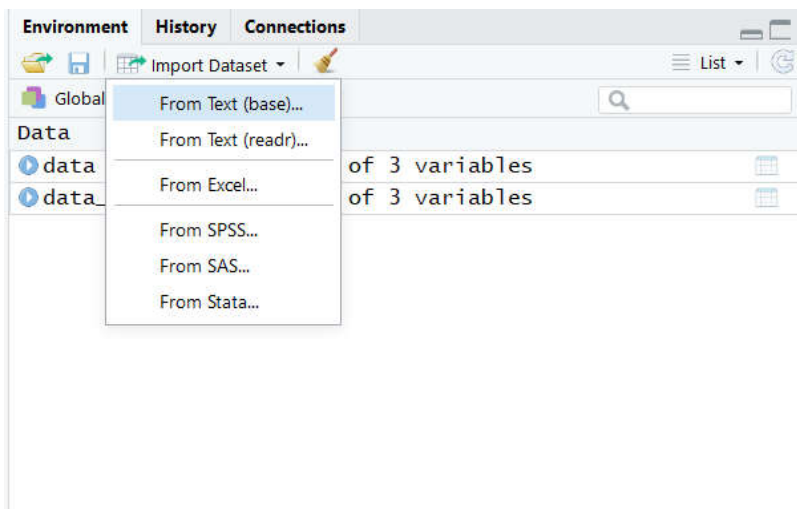 Environment History Connections
Import Dataset List
Global
From Text (base)...
Data
From Text (readr)...
data of 3 variables
From Excel...
data_ of 3 variables
From SPSS...
From SAS...
From Stata...